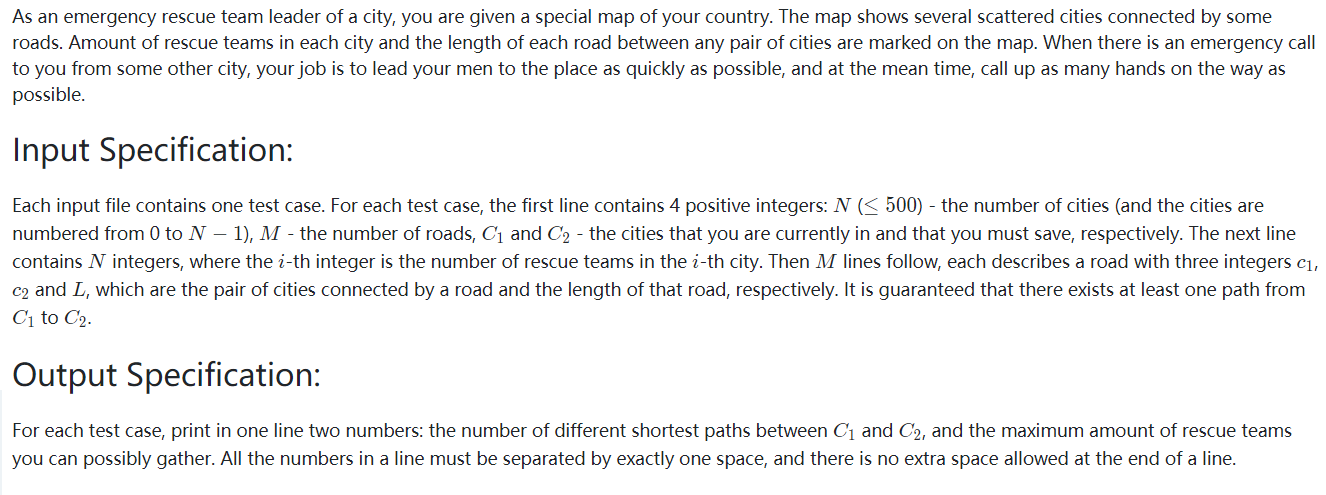 As an emergency rescue team leader of a city, you are given a special map of your country. The map shows several scattered cities connected by some
roads. Amount of rescue teams in each city and the length of each road between any pair of cities are marked on the map. When there is an emergency call
to you from some other city, your job is to lead your men to the place as quickly as possible, and at the mean time, call up as many hands on the way as
possible.
Input Specification:
Each input file contains one test case. For each test case, the first line contains 4 positive integers: N (≤ 500) - the number of cities (and the cities are
numbered from 0 to N − 1), M - the number of roads, C₁ and C₂ - the cities that you are currently in and that you must save, respectively. The next line
contains N integers, where the i-th integer is the number of rescue teams in the i-th city. Then M lines follow, each describes a road with three integers c₁,
c₂ and L, which are the pair of cities connected by a road and the length of that road, respectively. It is guaranteed that there exists at least one path from
C₁ to C₂.
Output Specification:
For each test case, print in one line two numbers: the number of different shortest paths between C₁ and C₂, and the maximum amount of rescue teams
you can possibly gather. All the numbers in a line must be separated by exactly one space, and there is no extra space allowed at the end of a line.